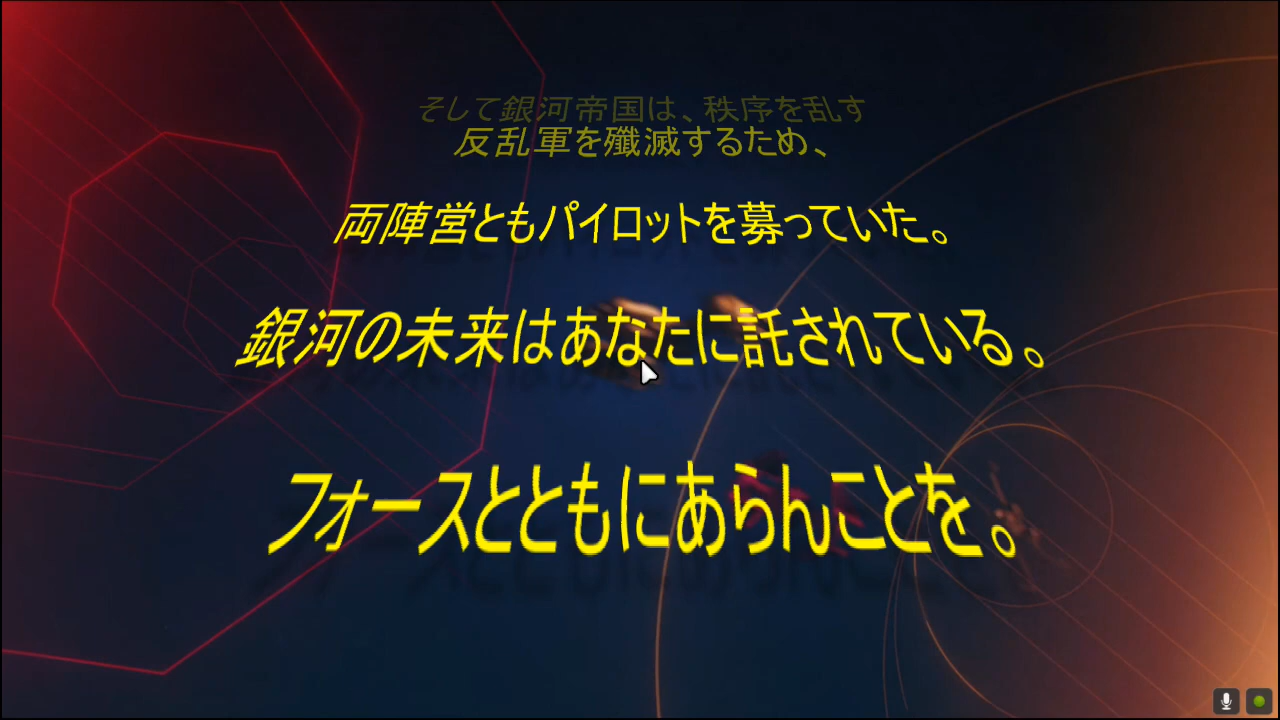 そして銀河帝国は、秩序を乱す
反乱軍を殲滅するため、
両陣営ともパイロットを募っていた。
銀河の未来はあなたに託されている。
フォースとともにあらんことを。